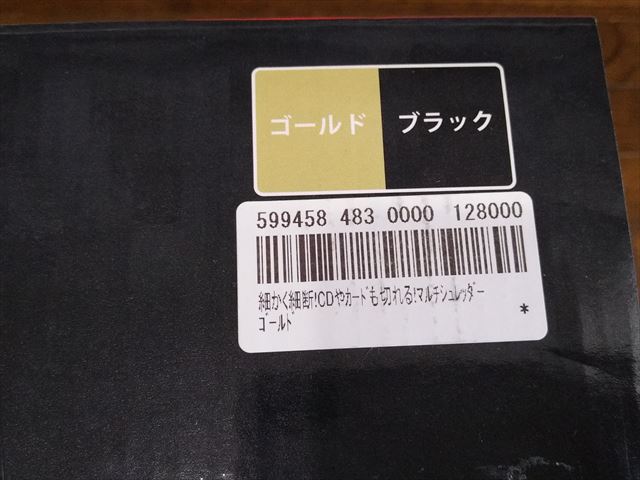 ゴールド ブラック
599458 483 0000 128000
細かく細断!CDやｶｰﾄﾞも切れる!ﾏﾙﾁｼｭﾚｯﾀﾞｰ
ｺﾞｰﾙﾄﾞ *